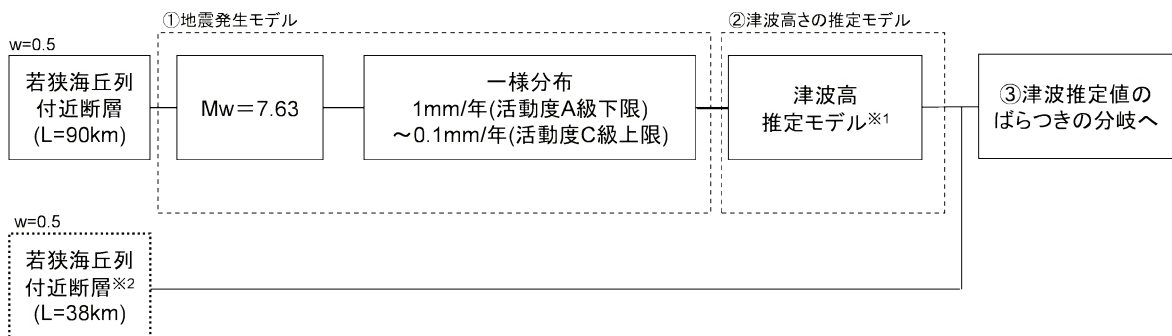 ①地震発生モデル
②津波高さの推定モデル
w=0.5
若狭海丘列
付近断層
(L=90km)
Mw=7.63
一様分布
1mm/年(活動度A級下限)
～0.1mm/年(活動度C級上限)
津波高
推定モデル※1
③津波推定値の
ばらつきの分岐へ
w=0.5
若狭海丘列
付近断層※2
(L=38km)